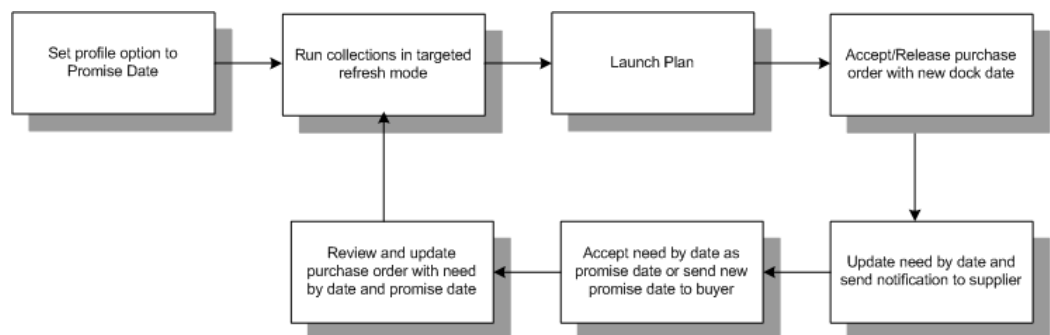 Set profile option to
Promise Date
Run collections in targeted
refresh mode
Launch Plan
Accept/Release purchase
order with new dock date
Review and update
purchase order with need
by date and promise date
Accept need by date as
promise date or send new
promise date to buyer
Update need by date and
send notification to supplier